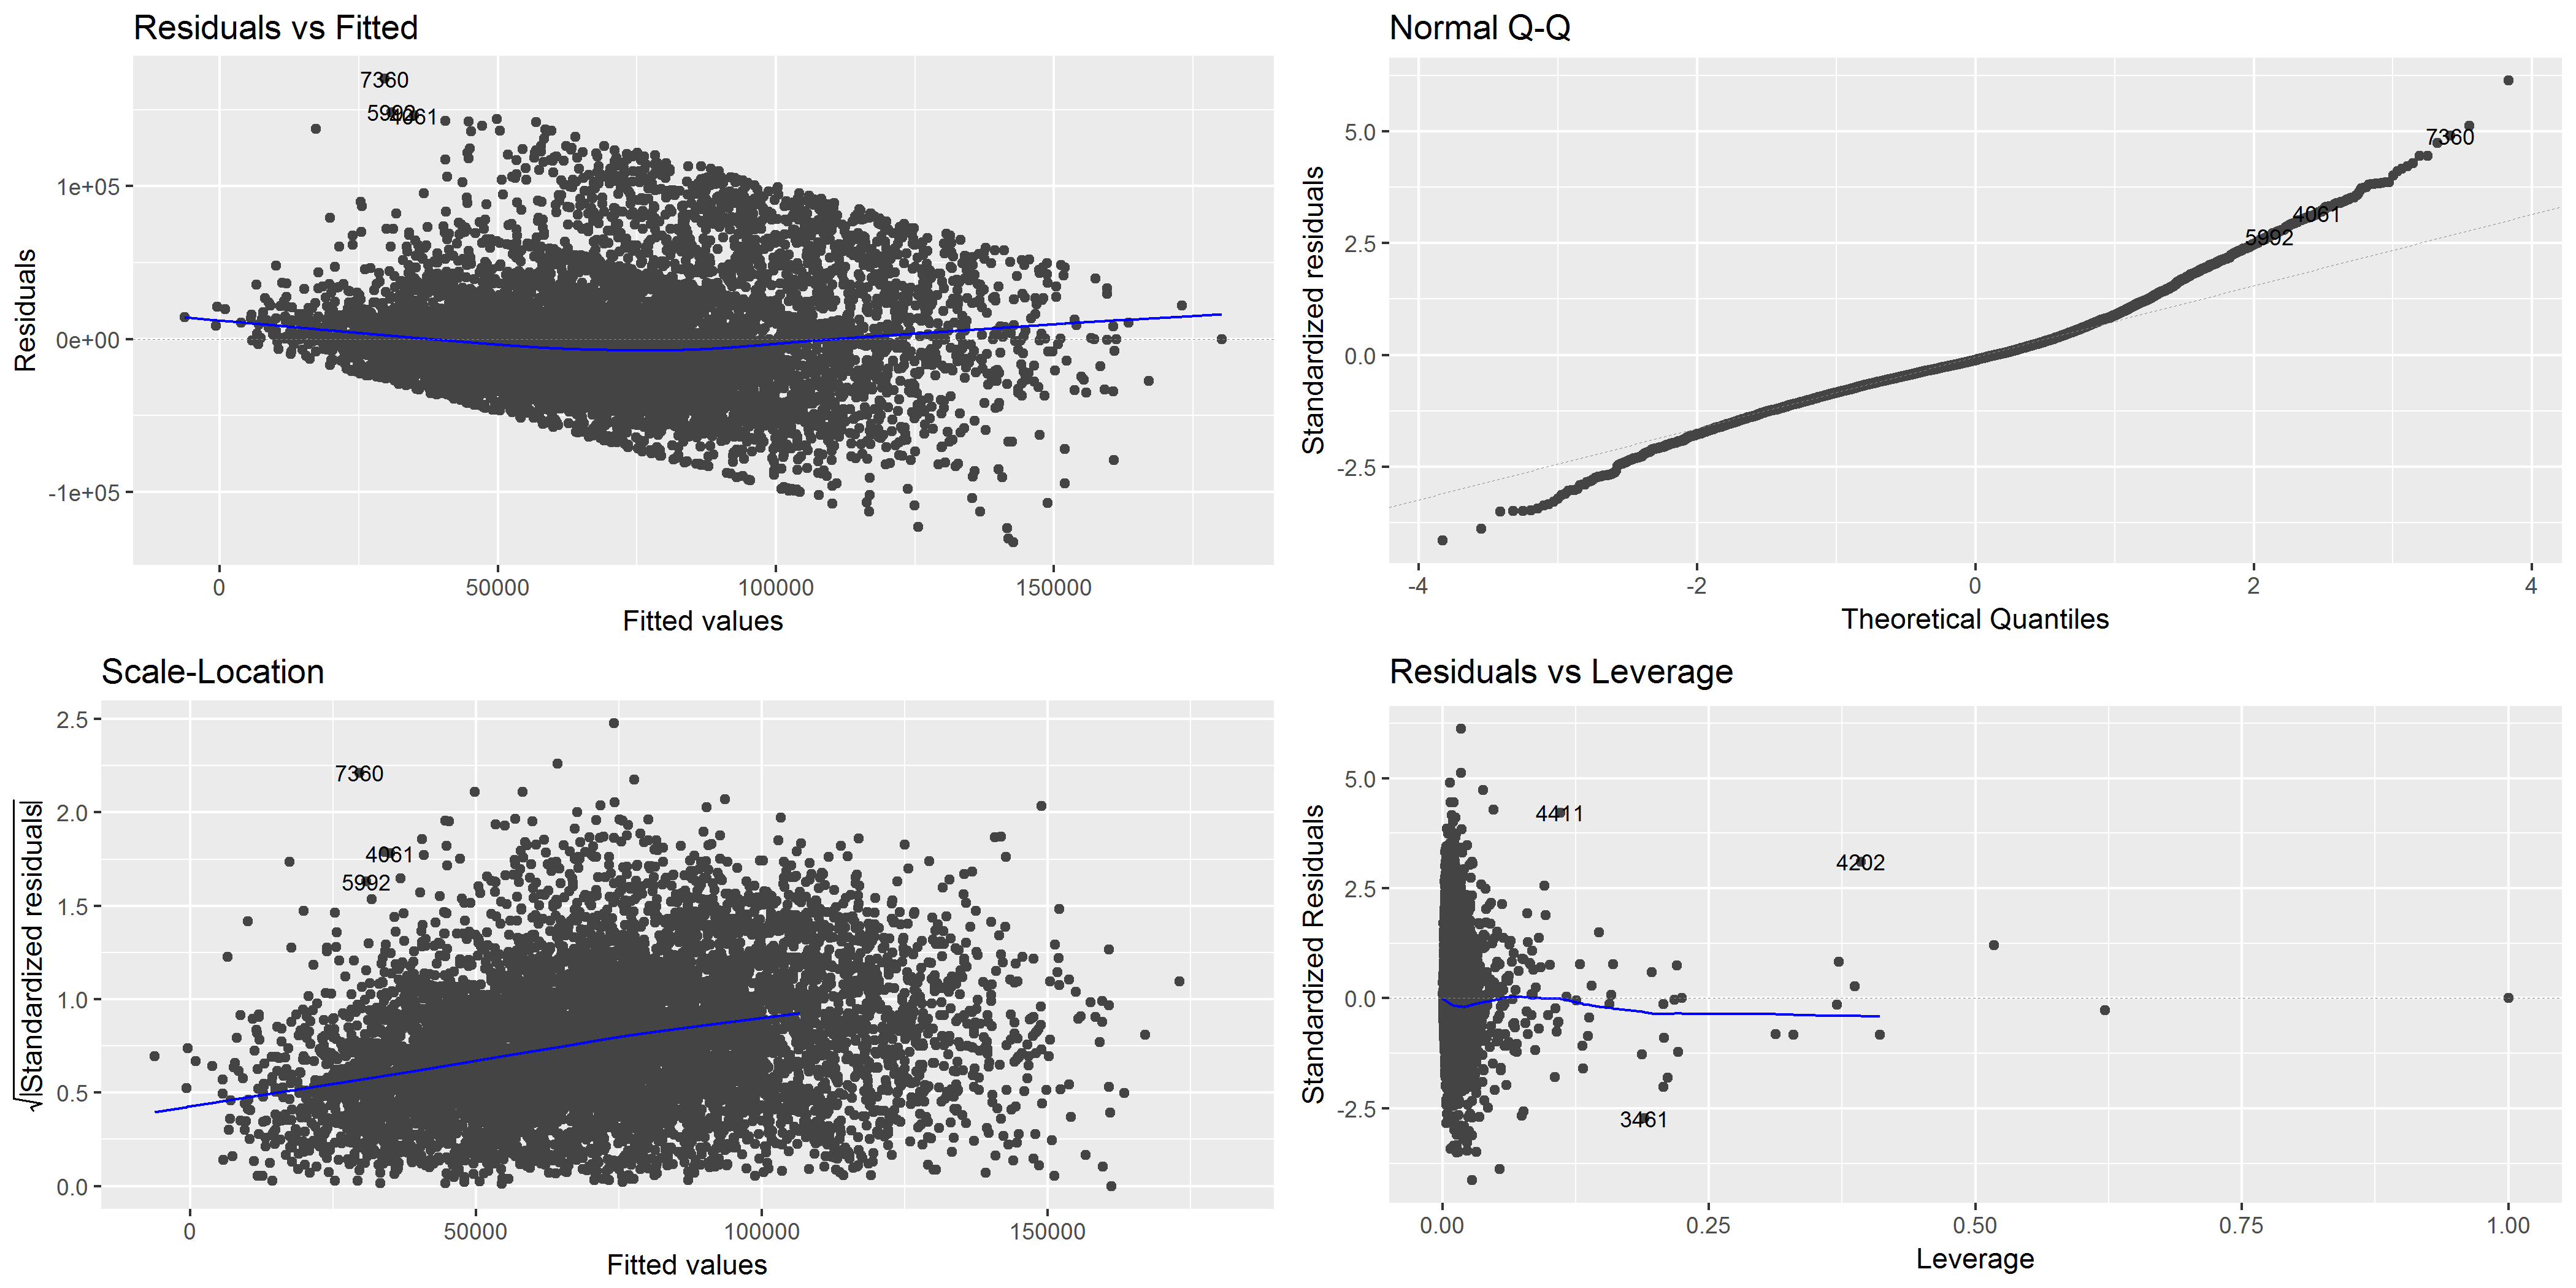 Residuals vs Fitted
Residuals
1e+05
0e+00
-1e+05
7360
5992
4061
0
50000
100000
150000
Fitted values
Normal Q-Q
Standardized residuals
5.0
2.5
0.0
-2.5
7360
4061
5992
-4
-2
0
2
4
Theoretical Quantiles
Scale-Location
√|Standardized residuals|
2.5
2.0
1.5
1.0
0.5
0.0
7360
4061
5992
0
50000
100000
150000
Fitted values
Residuals vs Leverage
Standardized Residuals
5.0
2.5
0.0
-2.5
4411
4202
3461
0.00
0.25
0.50
0.75
1.00
Leverage